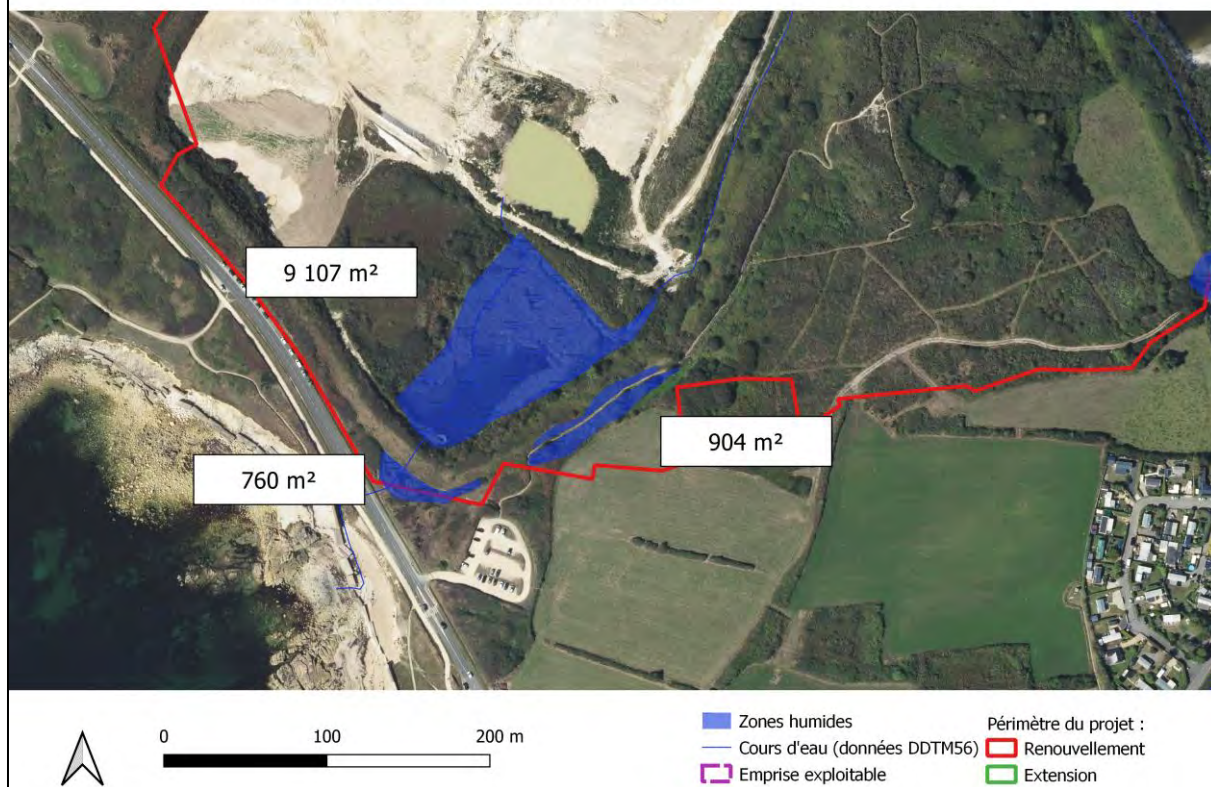 9 107 m²
904 m²
760 m²
0 100 200 m
Zones humides
Cours d'eau (données DDTM56)
Emprise exploitable
Périmètre du projet :
Renouvellement
Extension